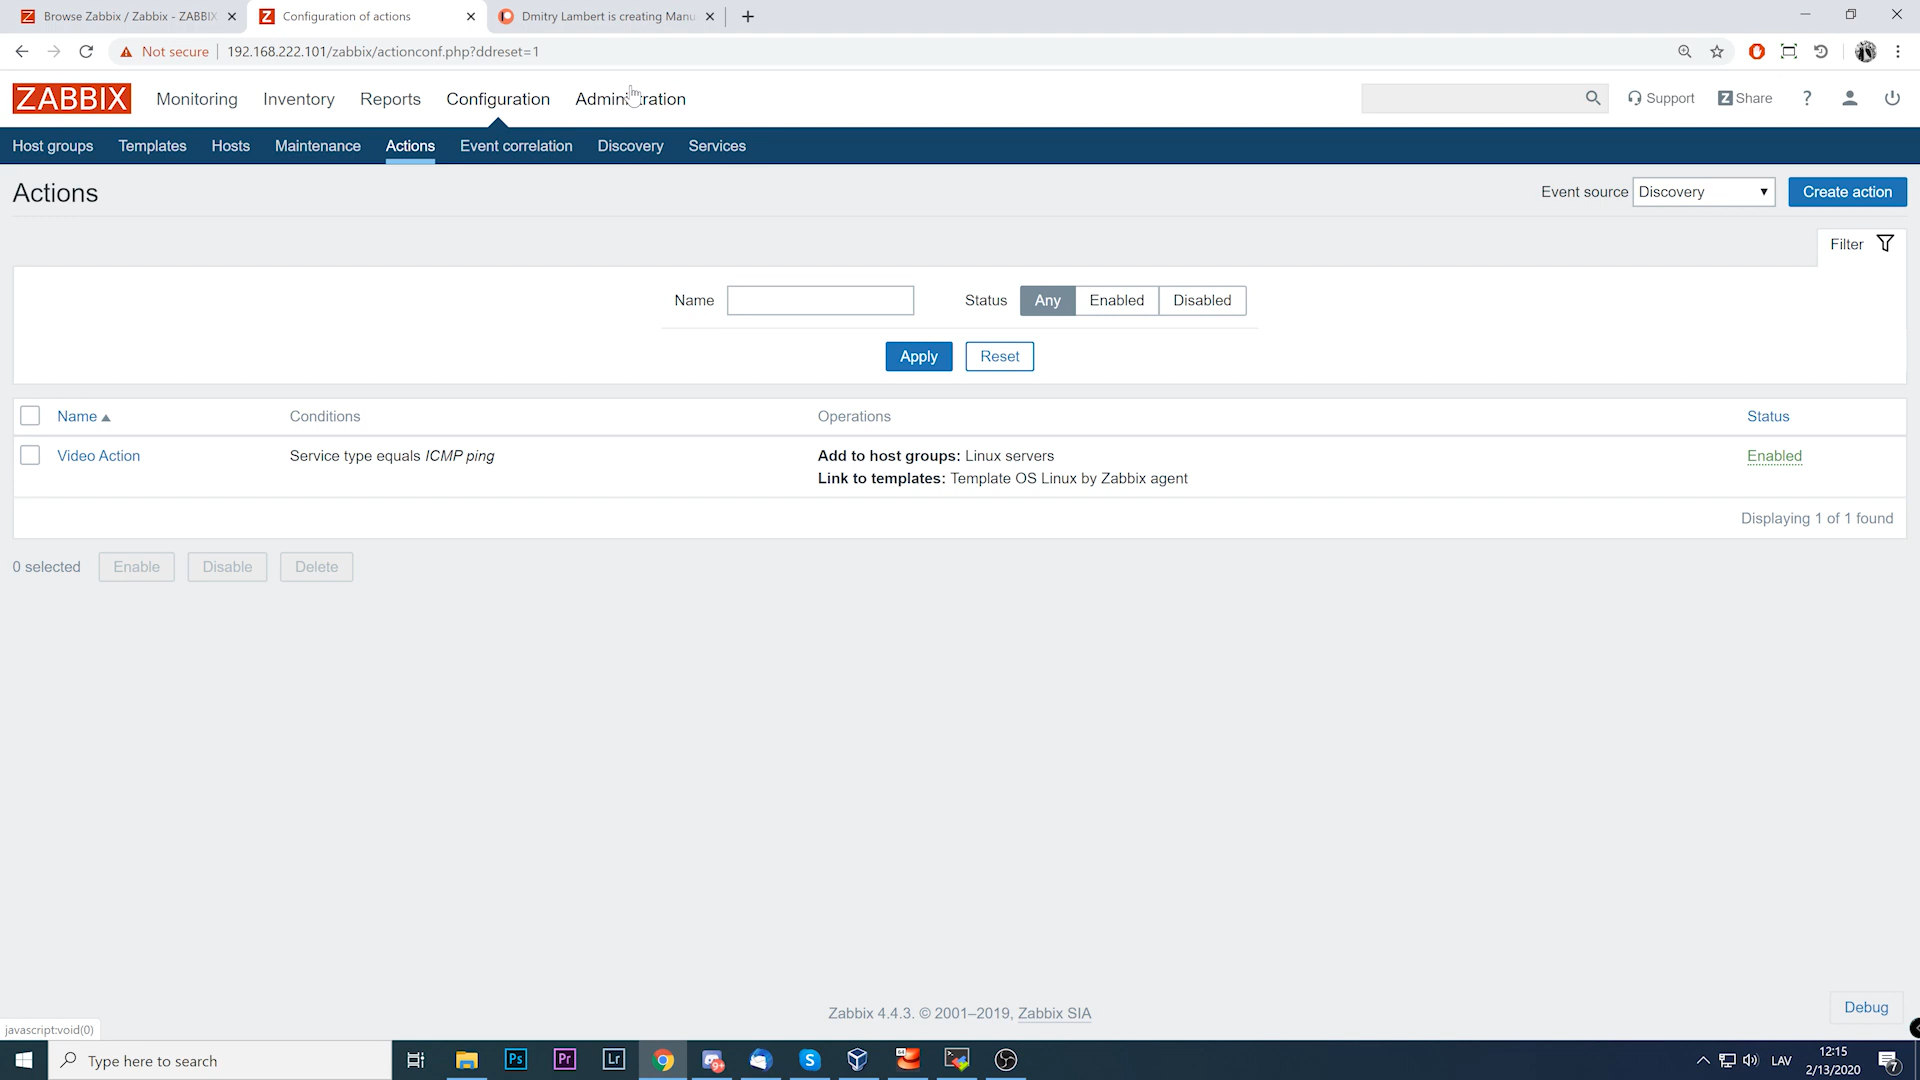 Browse Zabbix / Zabbix - ZABBIX
Configuration of actions
Dmitry Lambert is creating Manu
Not secure
192.168.222.101/zabbix/actionconf.php?ddreset=1
ZABBIX
Monitoring
Inventory
Reports
Configuration
Administration
Support
Z Share
?
Host groups
Templates
Hosts
Maintenance
Actions
Event correlation
Discovery
Services
Actions
Event source
Discovery
Create action
Filter
Name
Status
Any
Enabled
Disabled
Apply
Reset
Name
Conditions
Operations
Status
Video Action
Service type equals ICMP ping
Add to host groups: Linux servers
Link to templates: Template OS Linux by Zabbix agent
Enabled
Displaying 1 of 1 found
0 selected
Enable
Disable
Delete
Zabbix 4.4.3. © 2001–2019, Zabbix SIA
Debug
javascript:void(0)
Type here to search
Ps
Pr
Lr
9+
S
64
LAV
12:15
2/13/2020
7